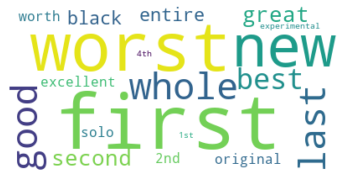 worth black entire great
experimental
worst new
4th
excellent whole best
good first last
solo 1st
second 2nd original